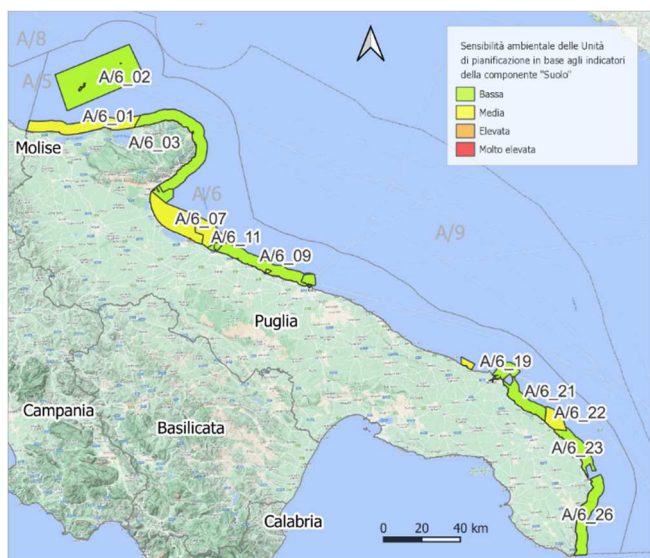 A/8
A/5
A/6_02
A/6_01
Molise
A/6_03
A/6
A/6_07
A/6_11
A/6_09
A/9
Puglia
A/6_19
A/6_21
A/6_22
A/6_23
A/6_26
Campania
Basilicata
Calabria
0 20 40 km
Sensibilità ambientale delle Unità
di pianificazione in base agli indicatori
della componente "Suolo"
Bassa
Media
Elevata
Molto elevata